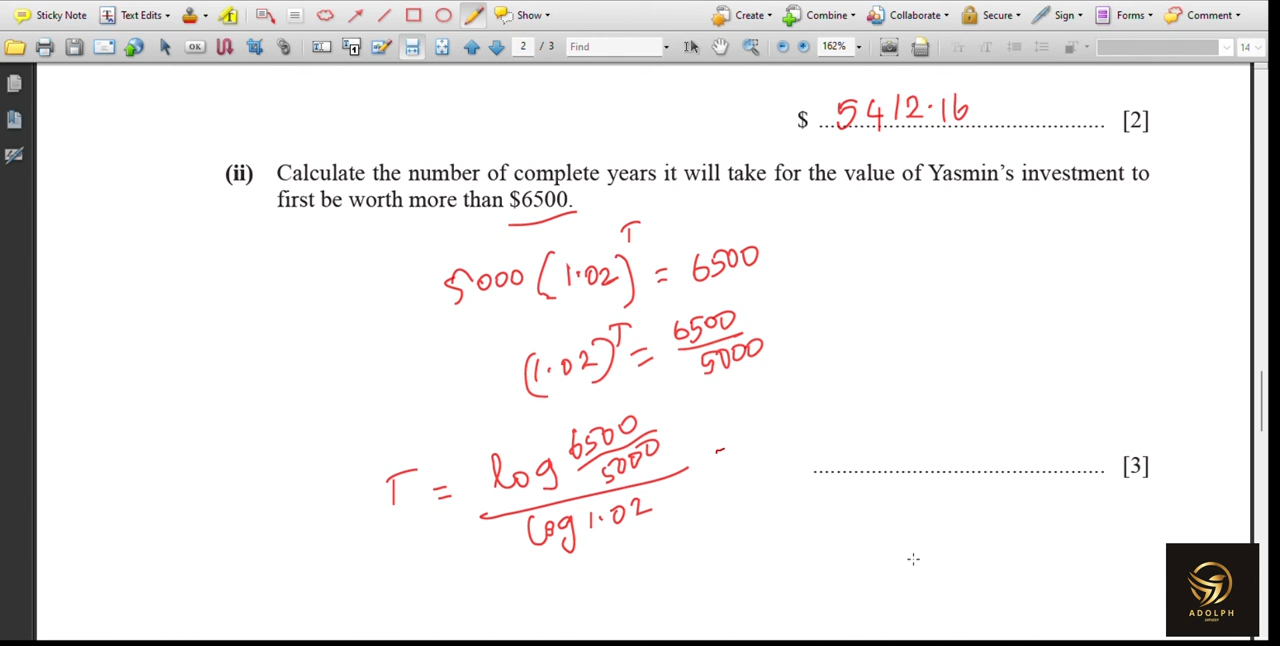 Sticky Note Text Edits T Show Create Combine Collaborate Secure Sign Forms Comment
OK 2 / 3 Find 162% 14
$ 5412.16 [2]
(ii) Calculate the number of complete years it will take for the value of Yasmin's investment to
first be worth more than $6500.
5000 (1.02)^T = 6500
(1.02)^T = 6500/5000
T = log 6500/5000 / log 1.02
[3]
ADOLPH